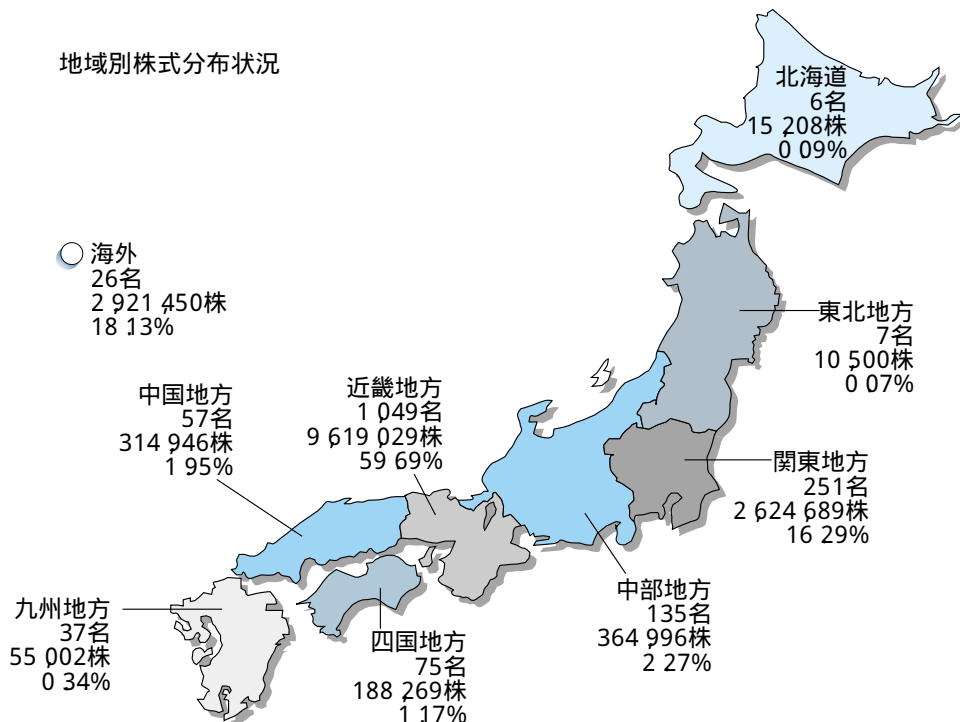 地域別株式分布状況
北海道
6名
15,208株
0.09%
海外
26名
2,921,450株
18.13%
東北地方
7名
10,500株
0.07%
中国地方
57名
314,946株
1.95%
近畿地方
1,049名
9,619,029株
59.69%
関東地方
251名
2,624,689株
16.29%
中部地方
135名
364,996株
2.27%
四国地方
75名
188,269株
1.17%
九州地方
37名
55,002株
0.34%